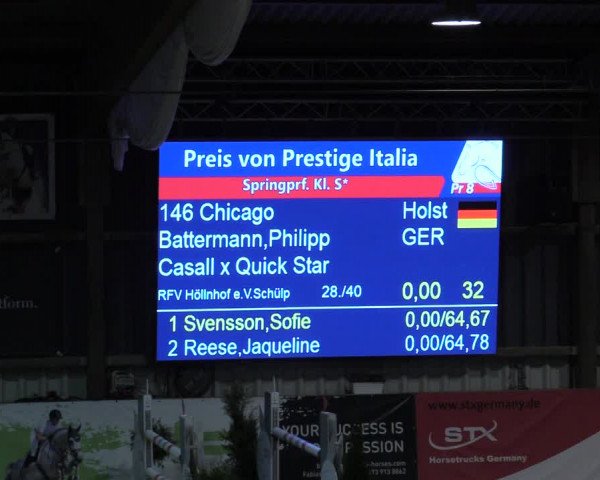 Preis von Prestige Italia
Springprf. Kl. S*
Pr 8
146 Chicago Holst
Battermann,Philipp GER
Casall x Quick Star
RFV Höllnhof e.V.Schülp 28./40 0,00 32
1 Svensson,Sofie 0,00/64,67
2 Reese,Jaqueline 0,00/64,78
tform.
www.stxgermany.de
YOUR SUCCESS IS
PASSION
STX
Horsetrucks Germany